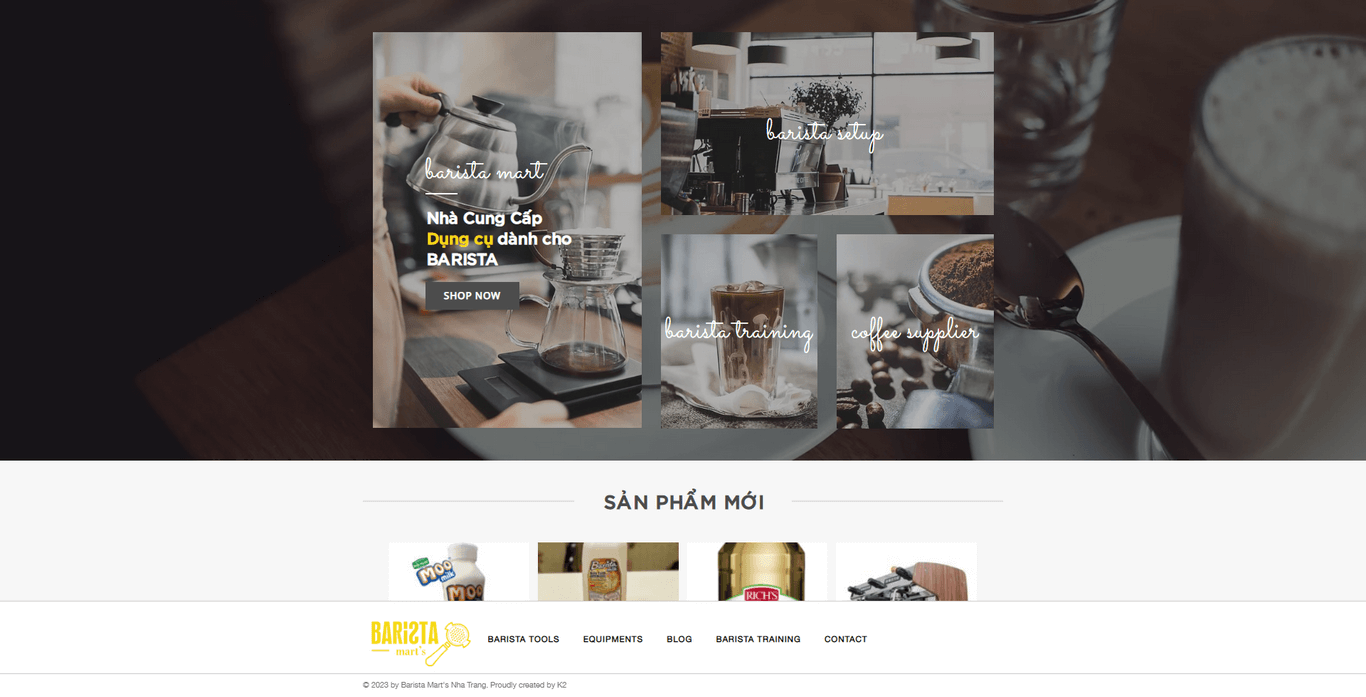 barista mart
Nhà Cung Cấp
Dụng cụ dành cho
BARISTA
SHOP NOW
barista setup
barista training
coffee supplier
SẢN PHẨM MỚI
MOO
milk
MOO
RICH'S
BARISTA
mart's
BARISTA TOOLS
EQUIPMENTS
BLOG
BARISTA TRAINING
CONTACT
© 2023 by Barista Mart's Nha Trang. Proudly created by K2